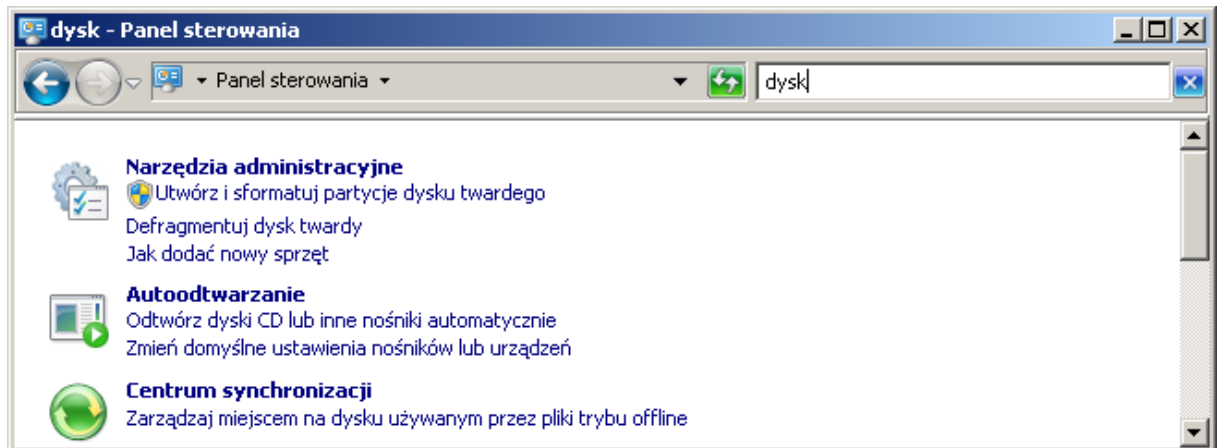 dysk - Panel sterowania
Panel sterowania
dysk
Narzędzia administracyjne
Utwórz i sformatuj partycje dysku twardego
Defragmentuj dysk twardy
Jak dodać nowy sprzęt
Autoodtwarzanie
Odtwórz dyski CD lub inne nośniki automatycznie
Zmień domyślne ustawienia nośników lub urządzeń
Centrum synchronizacji
Zarządzaj miejscem na dysku używanym przez pliki trybu offline